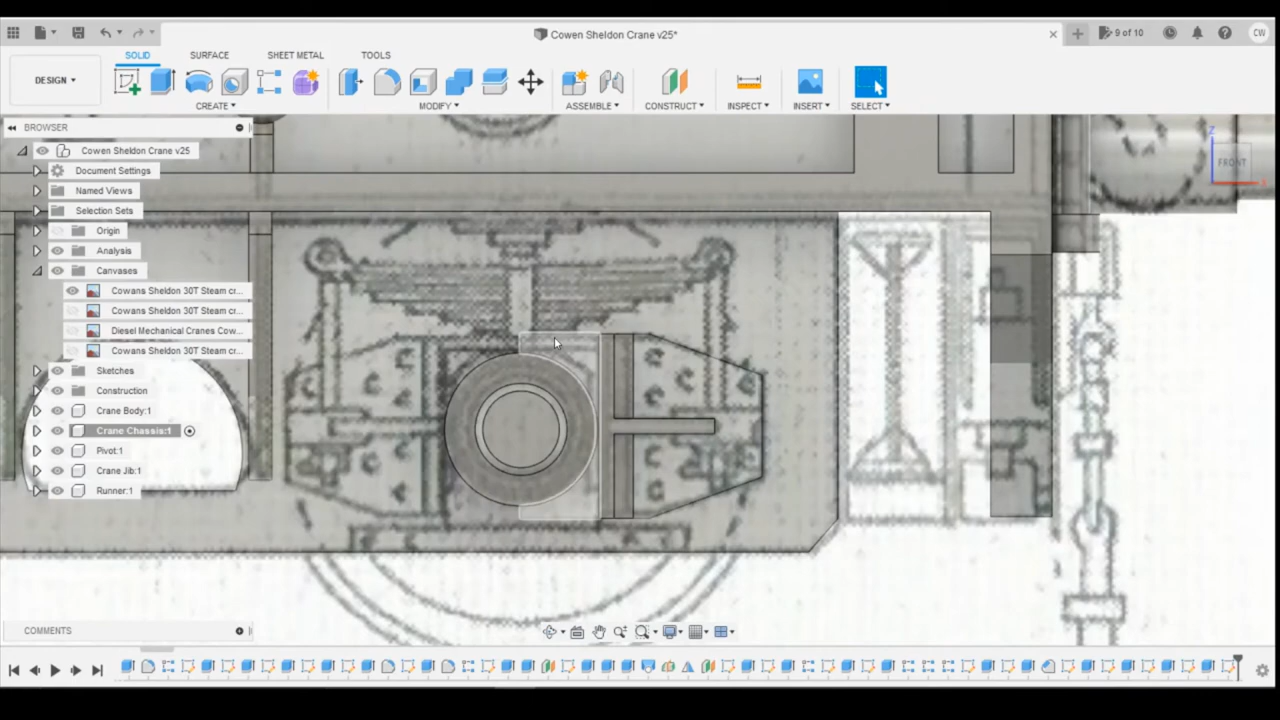 Cowen Sheldon Crane v25*
9 of 10
CW
SOLID
SURFACE
SHEET METAL
TOOLS
DESIGN
CREATE
MODIFY
ASSEMBLE
CONSTRUCT
INSPECT
INSERT
SELECT
BROWSER
Cowen Sheldon Crane v25
Document Settings
Named Views
Selection Sets
Origin
Analysis
Canvases
Cowans Sheldon 30T Steam cr...
Cowans Sheldon 30T Steam cr...
Diesel Mechanical Cranes Cow...
Cowans Sheldon 30T Steam cr...
Sketches
Construction
Crane Body:1
Crane Chassis:1
Pivot:1
Crane Jib:1
Runner:1
Z
FRONT
X
COMMENTS